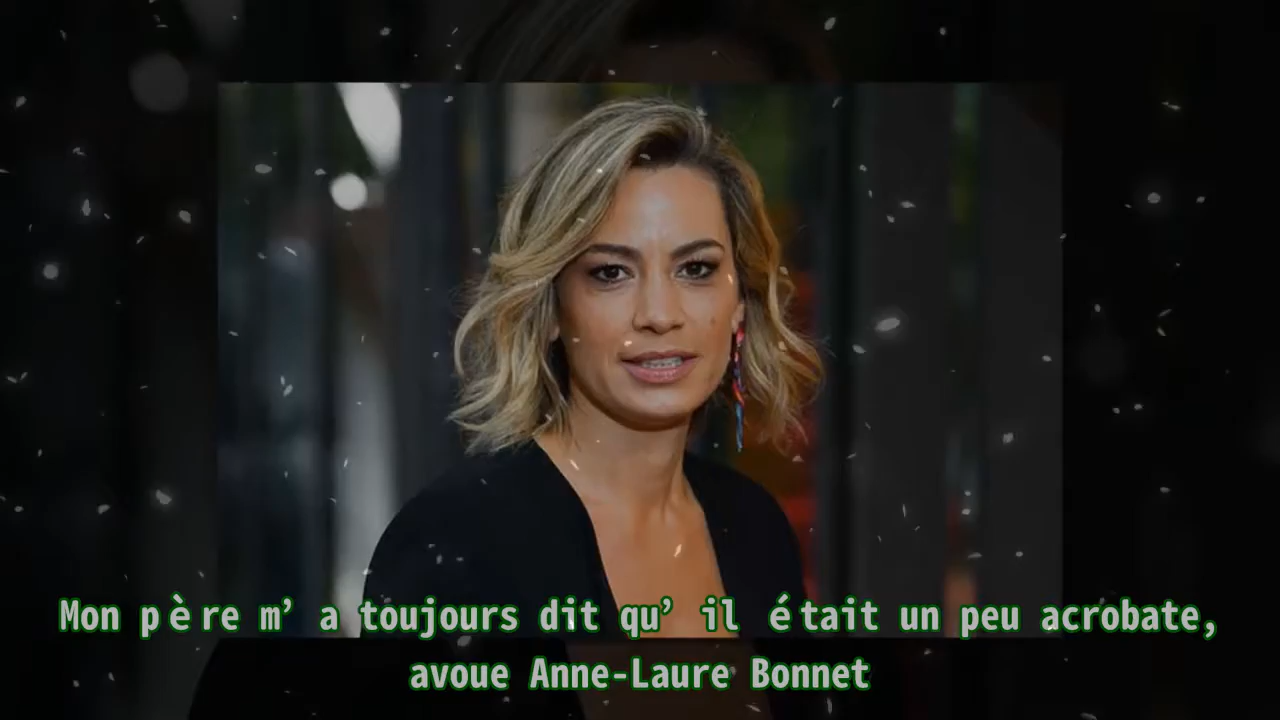 Mon père m’ a toujours dit qu’ il était un peu acrobate,
avoue Anne-Laure Bonnet